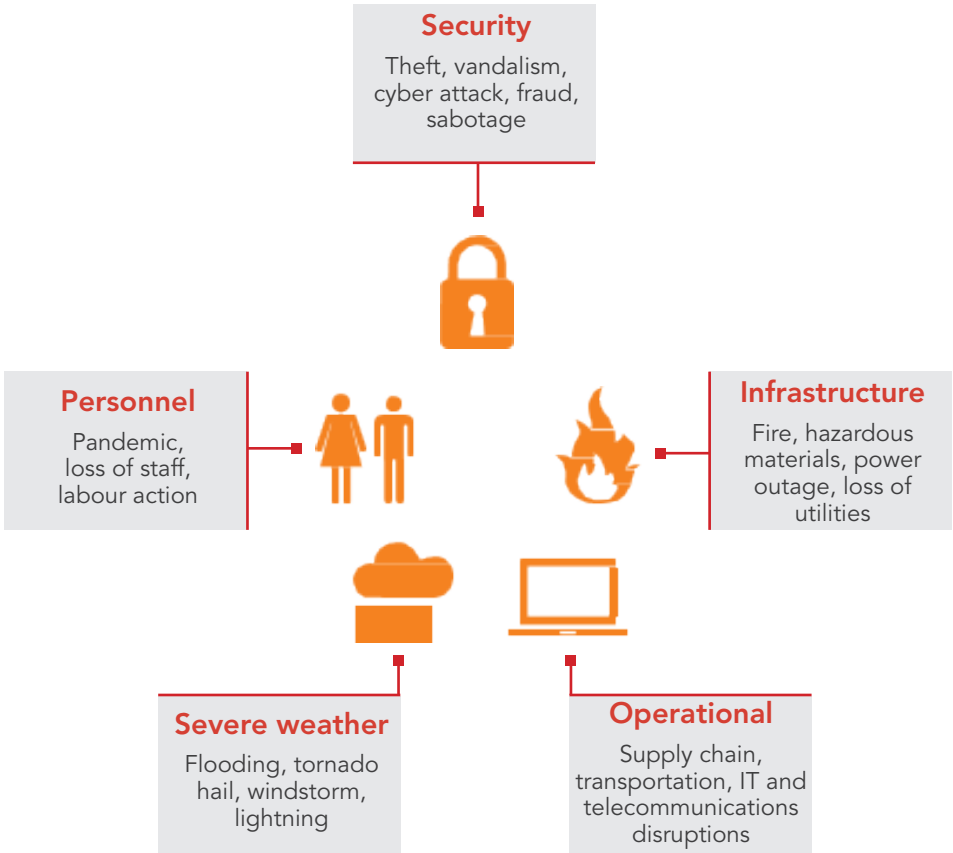 Security
Theft, vandalism,
cyber attack, fraud,
sabotage
Personnel
Pandemic,
loss of staff,
labour action
Infrastructure
Fire, hazardous
materials, power
outage, loss of
utilities
Severe weather
Flooding, tornado
hail, windstorm,
lightning
Operational
Supply chain,
transportation, IT and
telecommunications
disruptions